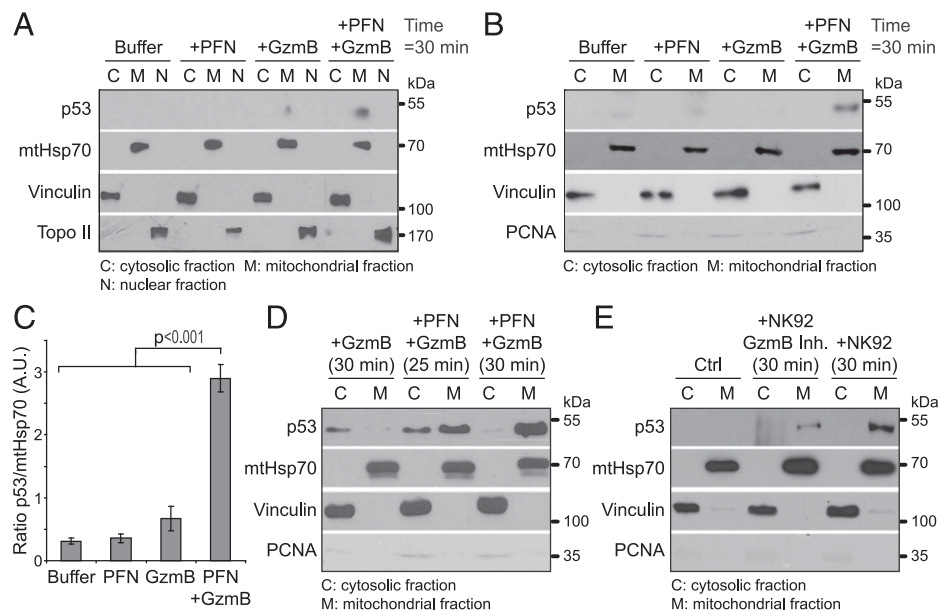 A
Buffer +PFN +GzmB +PFN +GzmB Time =30 min
C M N C M N C M N C M N kDa
p53 55
mtHsp70 70
Vinculin 100
Topo II 170
C: cytosolic fraction M: mitochondrial fraction
N: nuclear fraction
B
Buffer +PFN +GzmB +PFN +GzmB Time =30 min
C M C M C M C M kDa
p53 55
mtHsp70 70
Vinculin 100
PCNA 35
C: cytosolic fraction M: mitochondrial fraction
C
p<0.001
Ratio p53/mtHsp70 (A.U.)
3
2
1
0
Buffer PFN GzmB PFN
+GzmB
D
+PFN +PFN
+GzmB +GzmB +GzmB
(30 min) (25 min) (30 min)
C M C M C M kDa
p53 55
mtHsp70 70
Vinculin 100
PCNA 35
C: cytosolic fraction
M: mitochondrial fraction
E
+NK92
GzmB Inh. +NK92
Ctrl (30 min) (30 min)
C M C M C M kDa
p53 55
mtHsp70 70
Vinculin 100
PCNA 35
C: cytosolic fraction
M: mitochondrial fraction